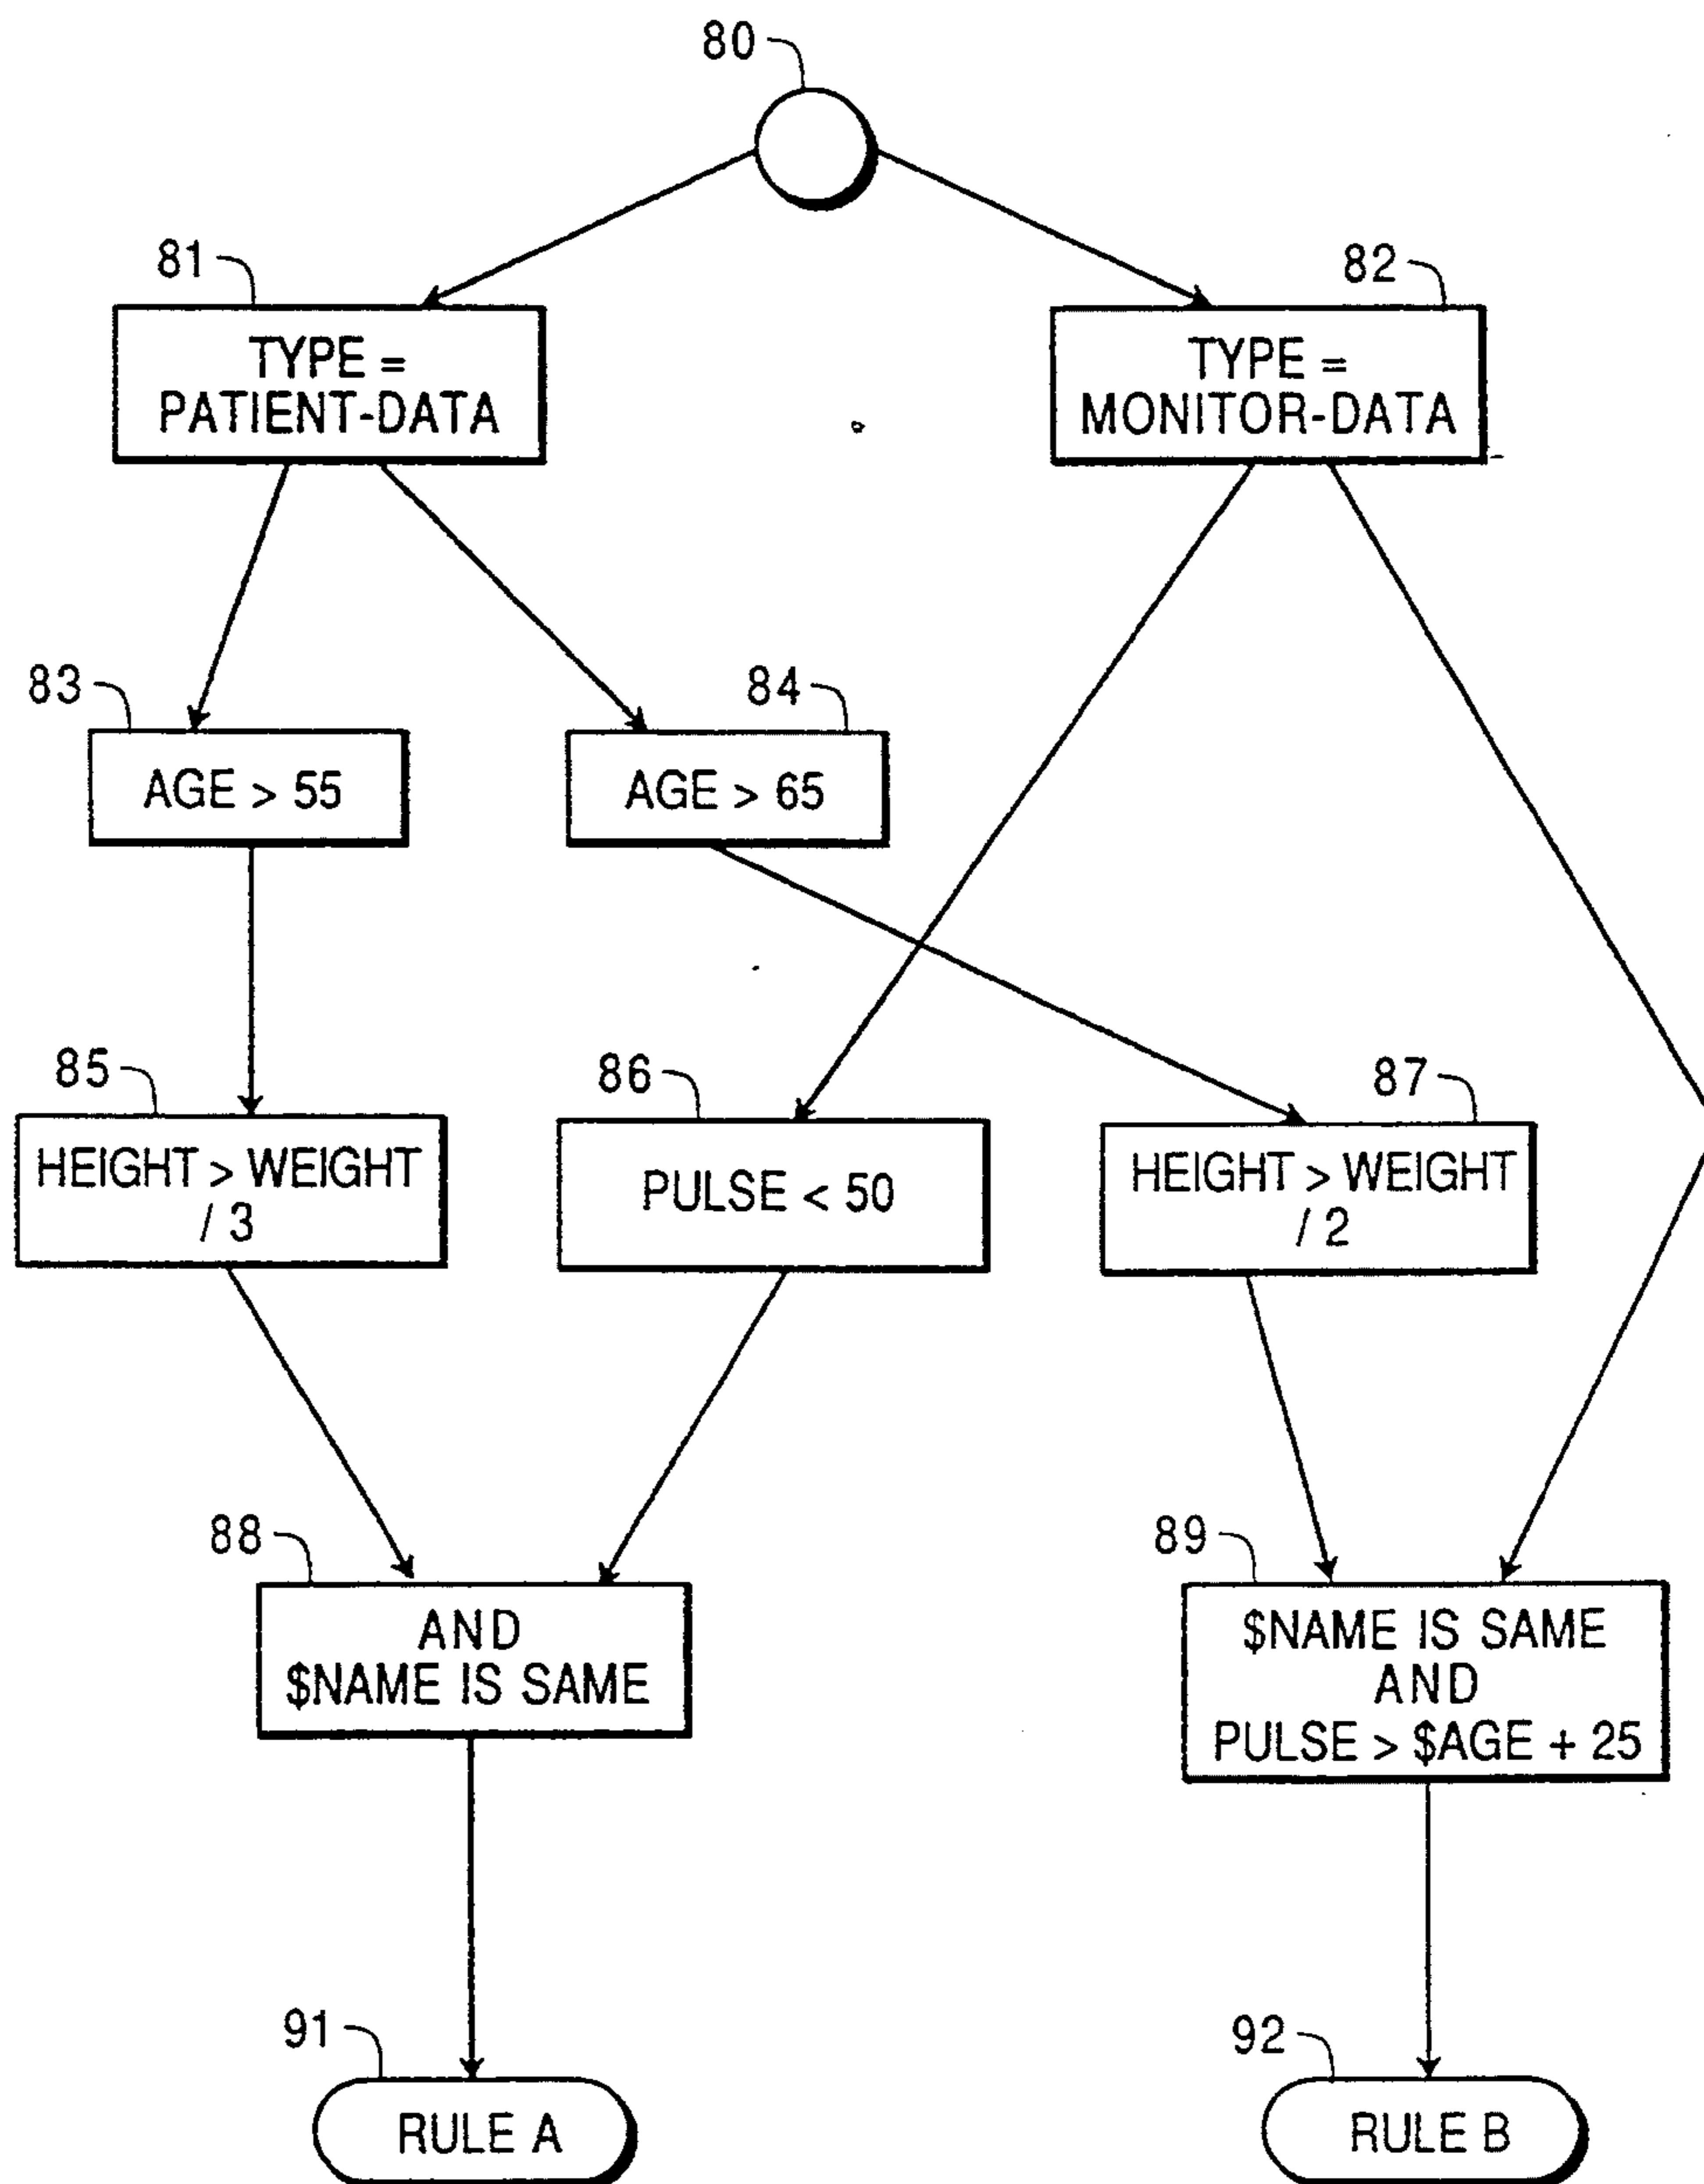 80
81
82
TYPE =
PATIENT-DATA
TYPE =
MONITOR-DATA
83
84
AGE > 55
AGE > 65
85
86
87
HEIGHT > WEIGHT
/ 3
PULSE < 50
HEIGHT > WEIGHT
/ 2
88
89
AND
$NAME IS SAME
$NAME IS SAME
AND
PULSE > $AGE + 25
91
92
RULE A
RULE B